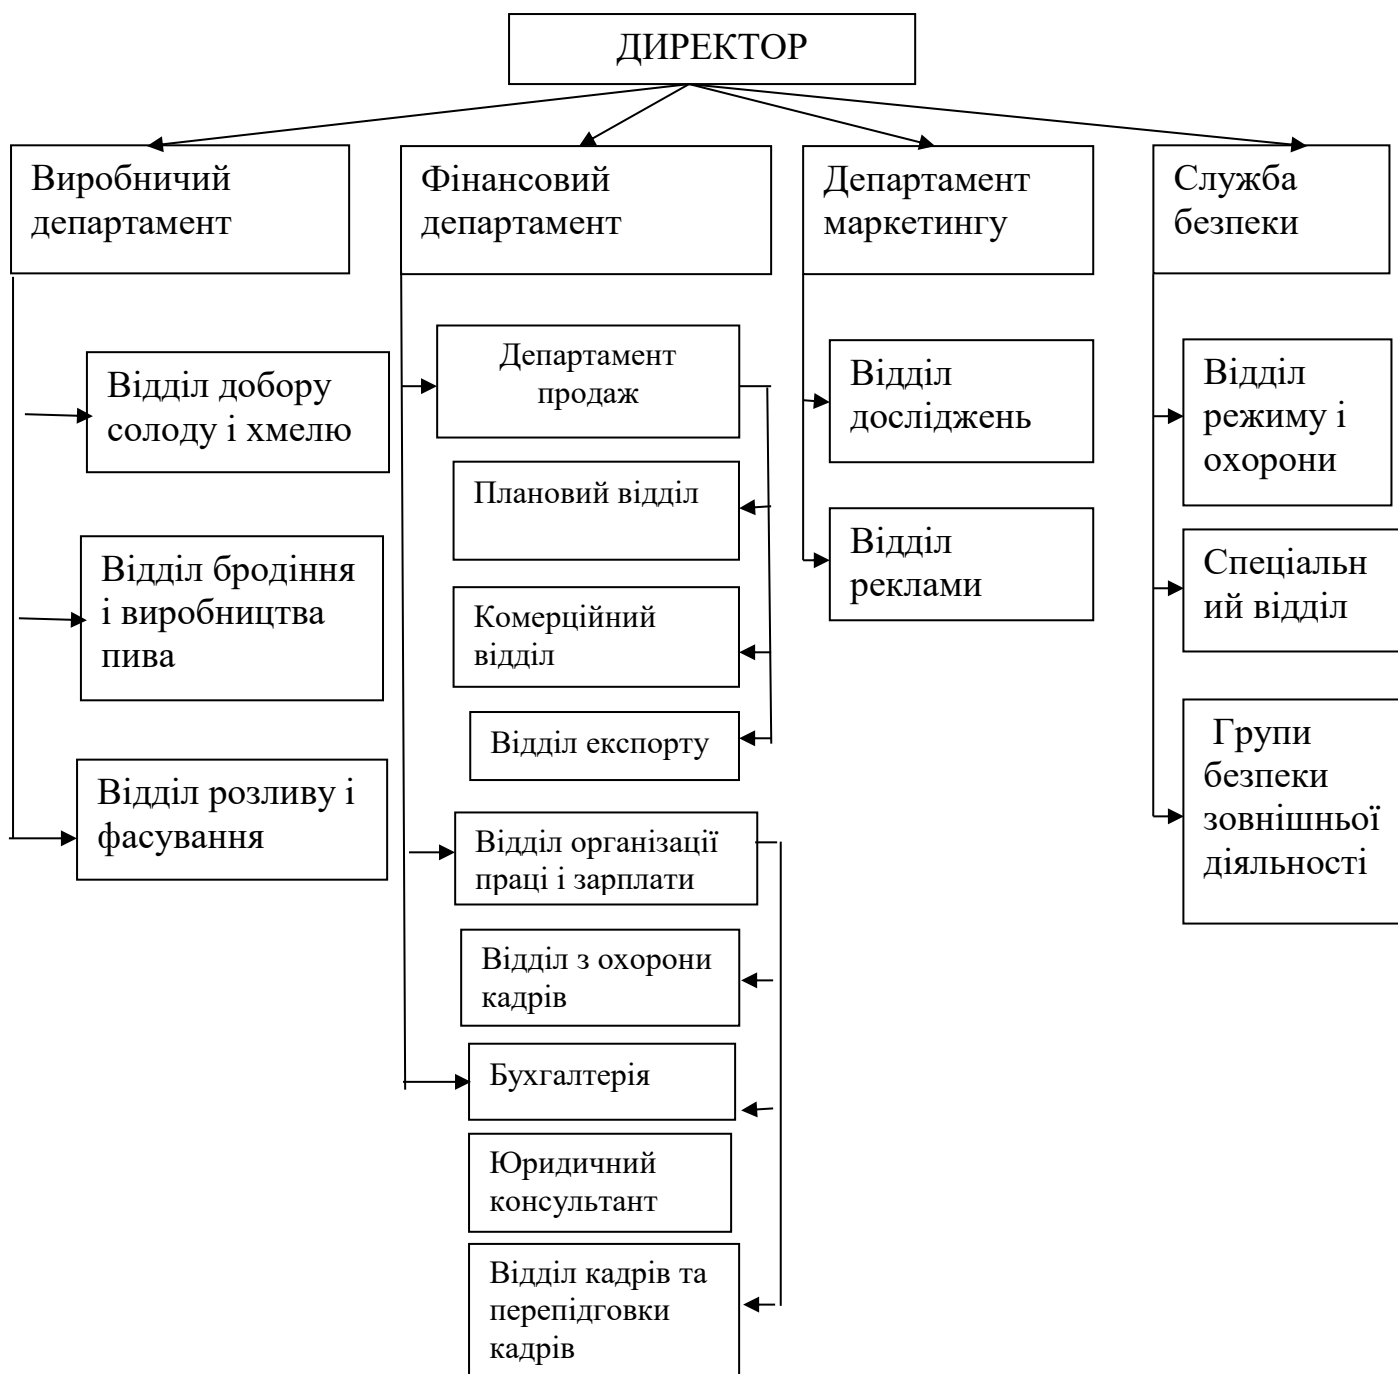 ДИРЕКТОР
Виробничий
департамент
Фінансовий
департамент
Департамент
маркетингу
Служба
безпеки
Відділ добору
солоду і хмелю
Відділ бродіння
і виробництва
пива
Відділ розливу і
фасування
Департамент
продаж
Плановий відділ
Комерційний
відділ
Відділ експорту
Відділ організації
праці і зарплати
Відділ з охорони
кадрів
Бухгалтерія
Юридичний
консультант
Відділ кадрів та
перепідговки
кадрів
Відділ
досліджень
Відділ
реклами
Відділ
режиму і
охорони
Спеціальн
ий відділ
Групи
безпеки
зовнішньої
діяльності